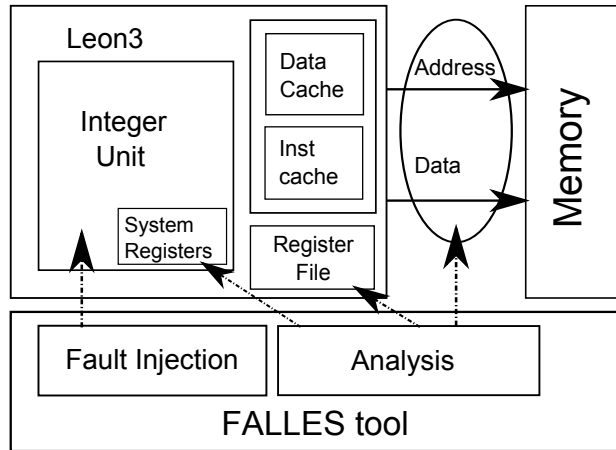 Leon3
Integer
Unit
System
Registers
Data
Cache
Inst
cache
Register
File
Address
Data
Memory
Fault Injection
Analysis
FALLES tool